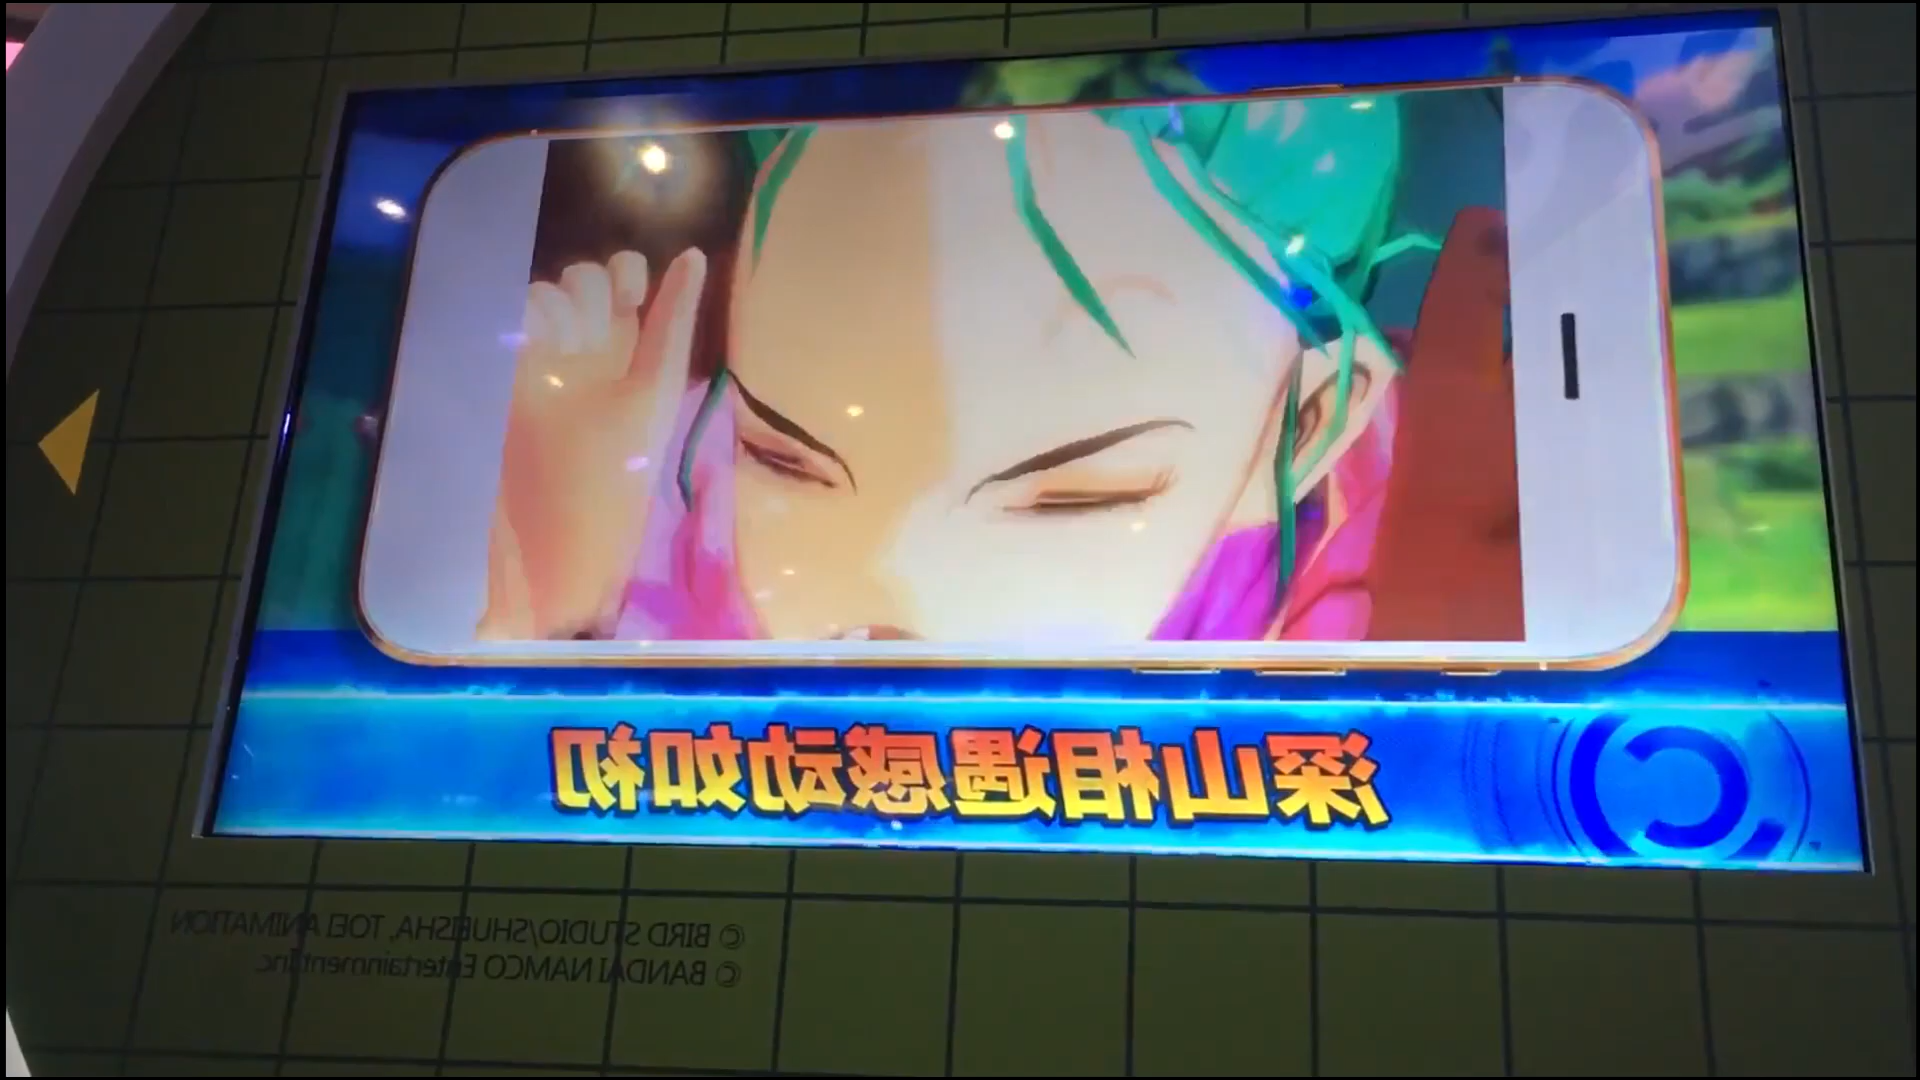 深山相遇感动如初
© BIRD STUDIO/SHUEISHA, TOEI ANIMATION
© BANDAI NAMCO Entertainment Inc.